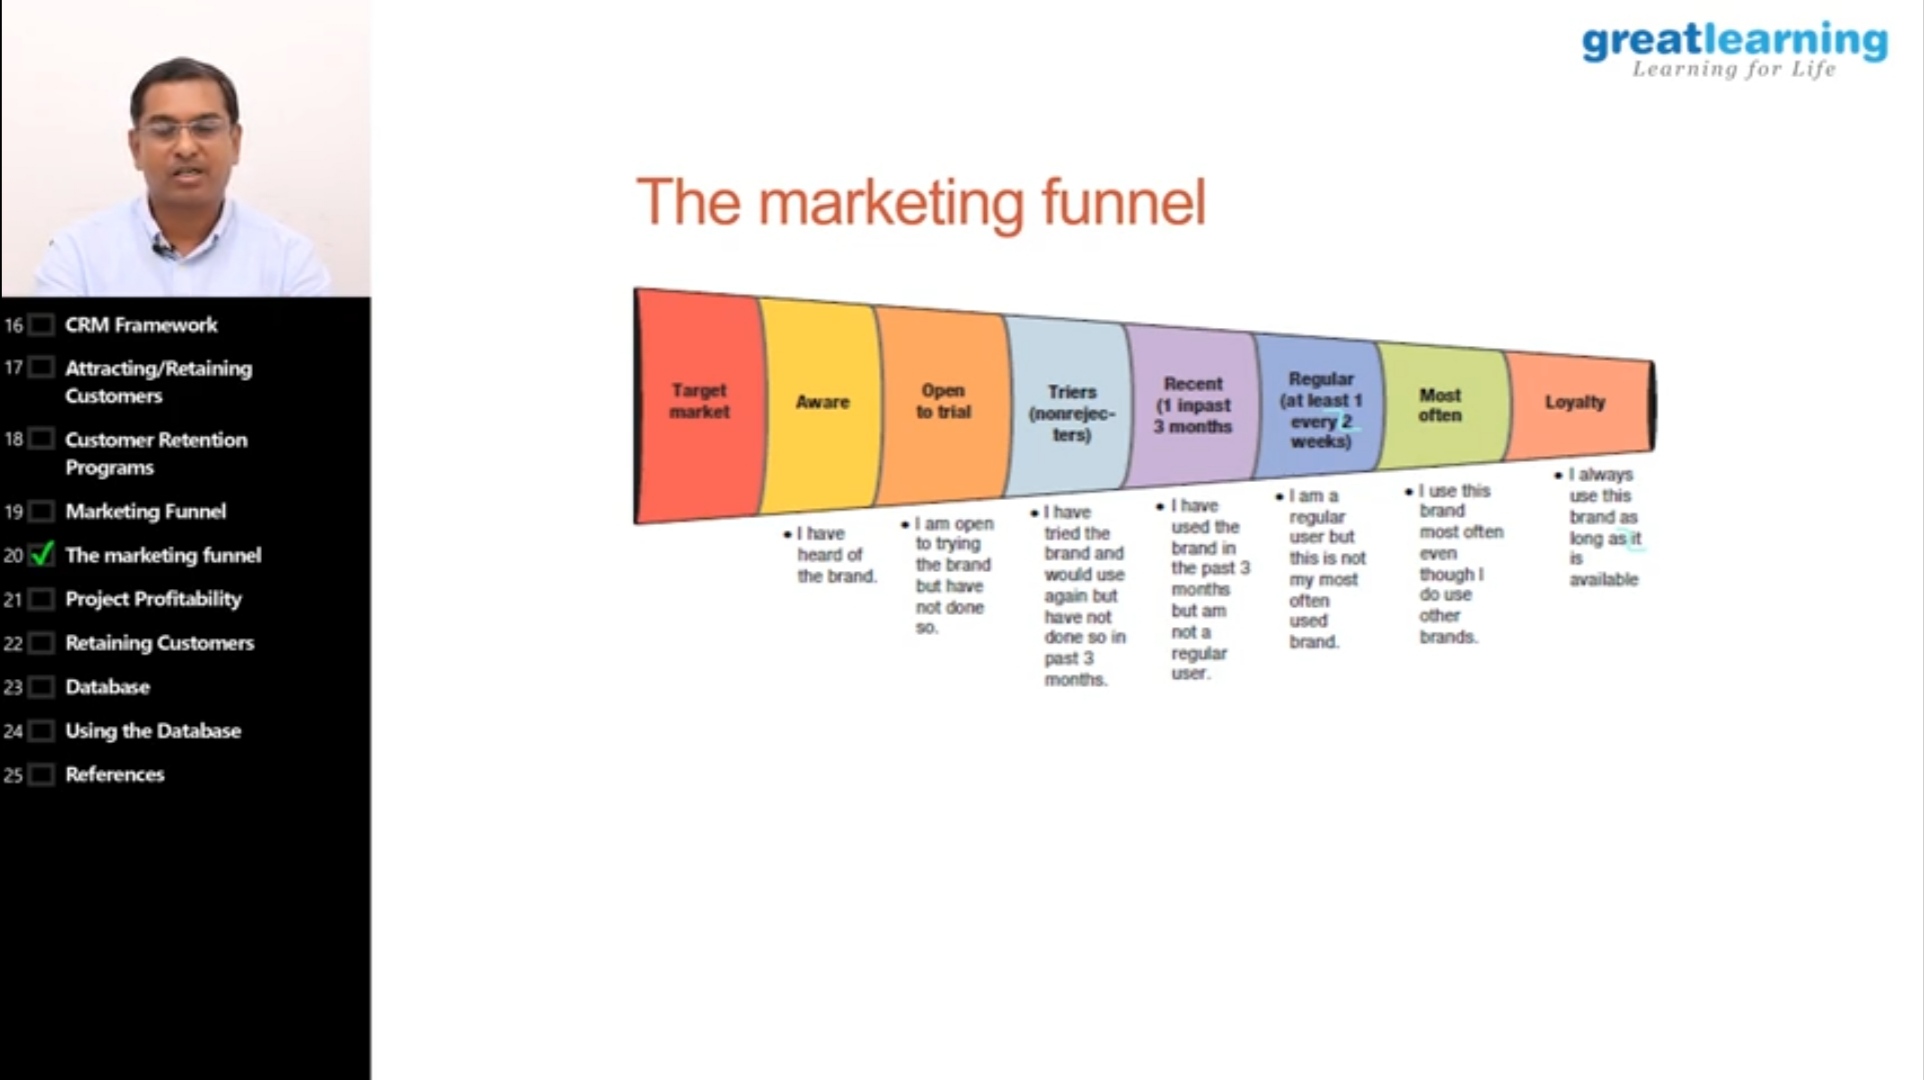 greatlearning
Learning for Life
16 CRM Framework
17 Attracting/Retaining
Customers
18 Customer Retention
Programs
19 Marketing Funnel
20 The marketing funnel
21 Project Profitability
22 Retaining Customers
23 Database
24 Using the Database
25 References
The marketing funnel
Target
market
Aware
Open
to trial
Triers
(nonrejec-
ters)
Recent
(1 inpast
3 months
Regular
(at least 1
every 2
weeks)
Most
often
Loyalty
• I have
heard of
the brand.
• I am open
to trying
the brand
but have
not done
so.
• I have
tried the
brand and
would use
again but
have not
done so in
past 3
months.
• I have
used the
brand in
the past 3
months
but am
not a
regular
user.
• I am a
regular
user but
this is not
my most
often
used
brand.
• I use this
brand
most often
even
though I
do use
other
brands.
• I always
use this
brand as
long as it
is
available